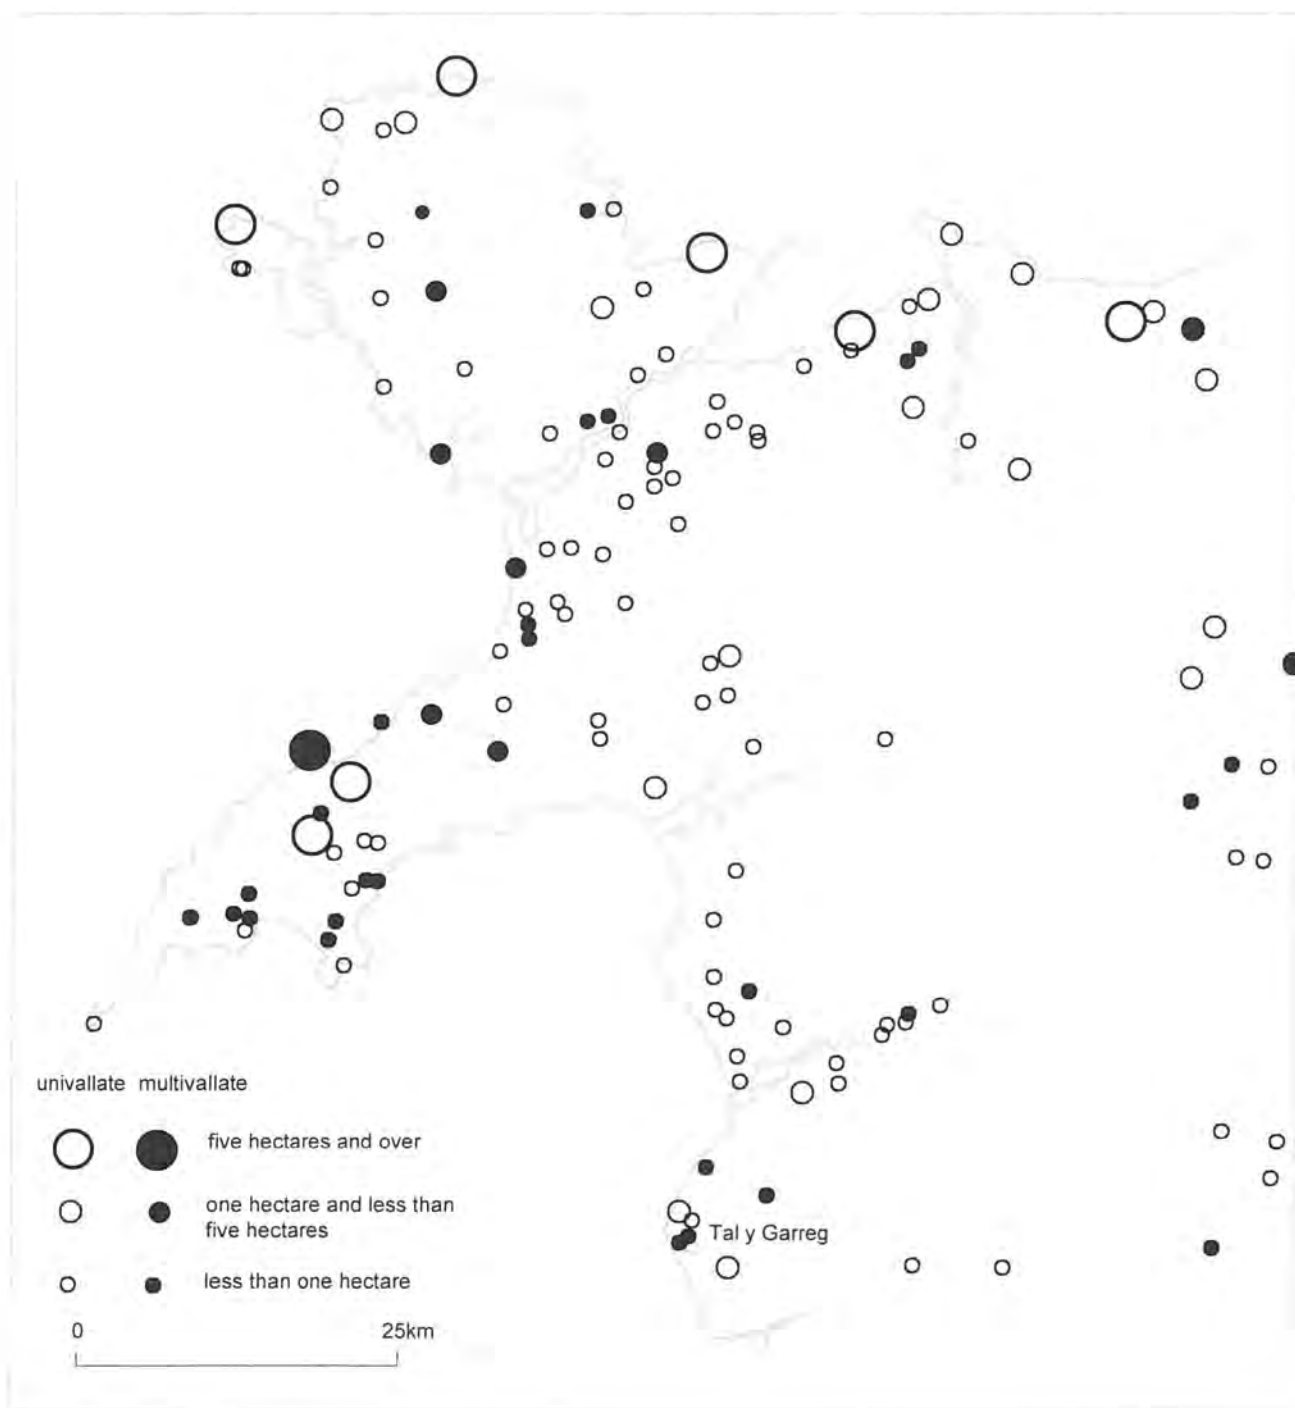 Tal y Garreg
univallate multivallate
five hectares and over
one hectare and less than
five hectares
less than one hectare
0 25km